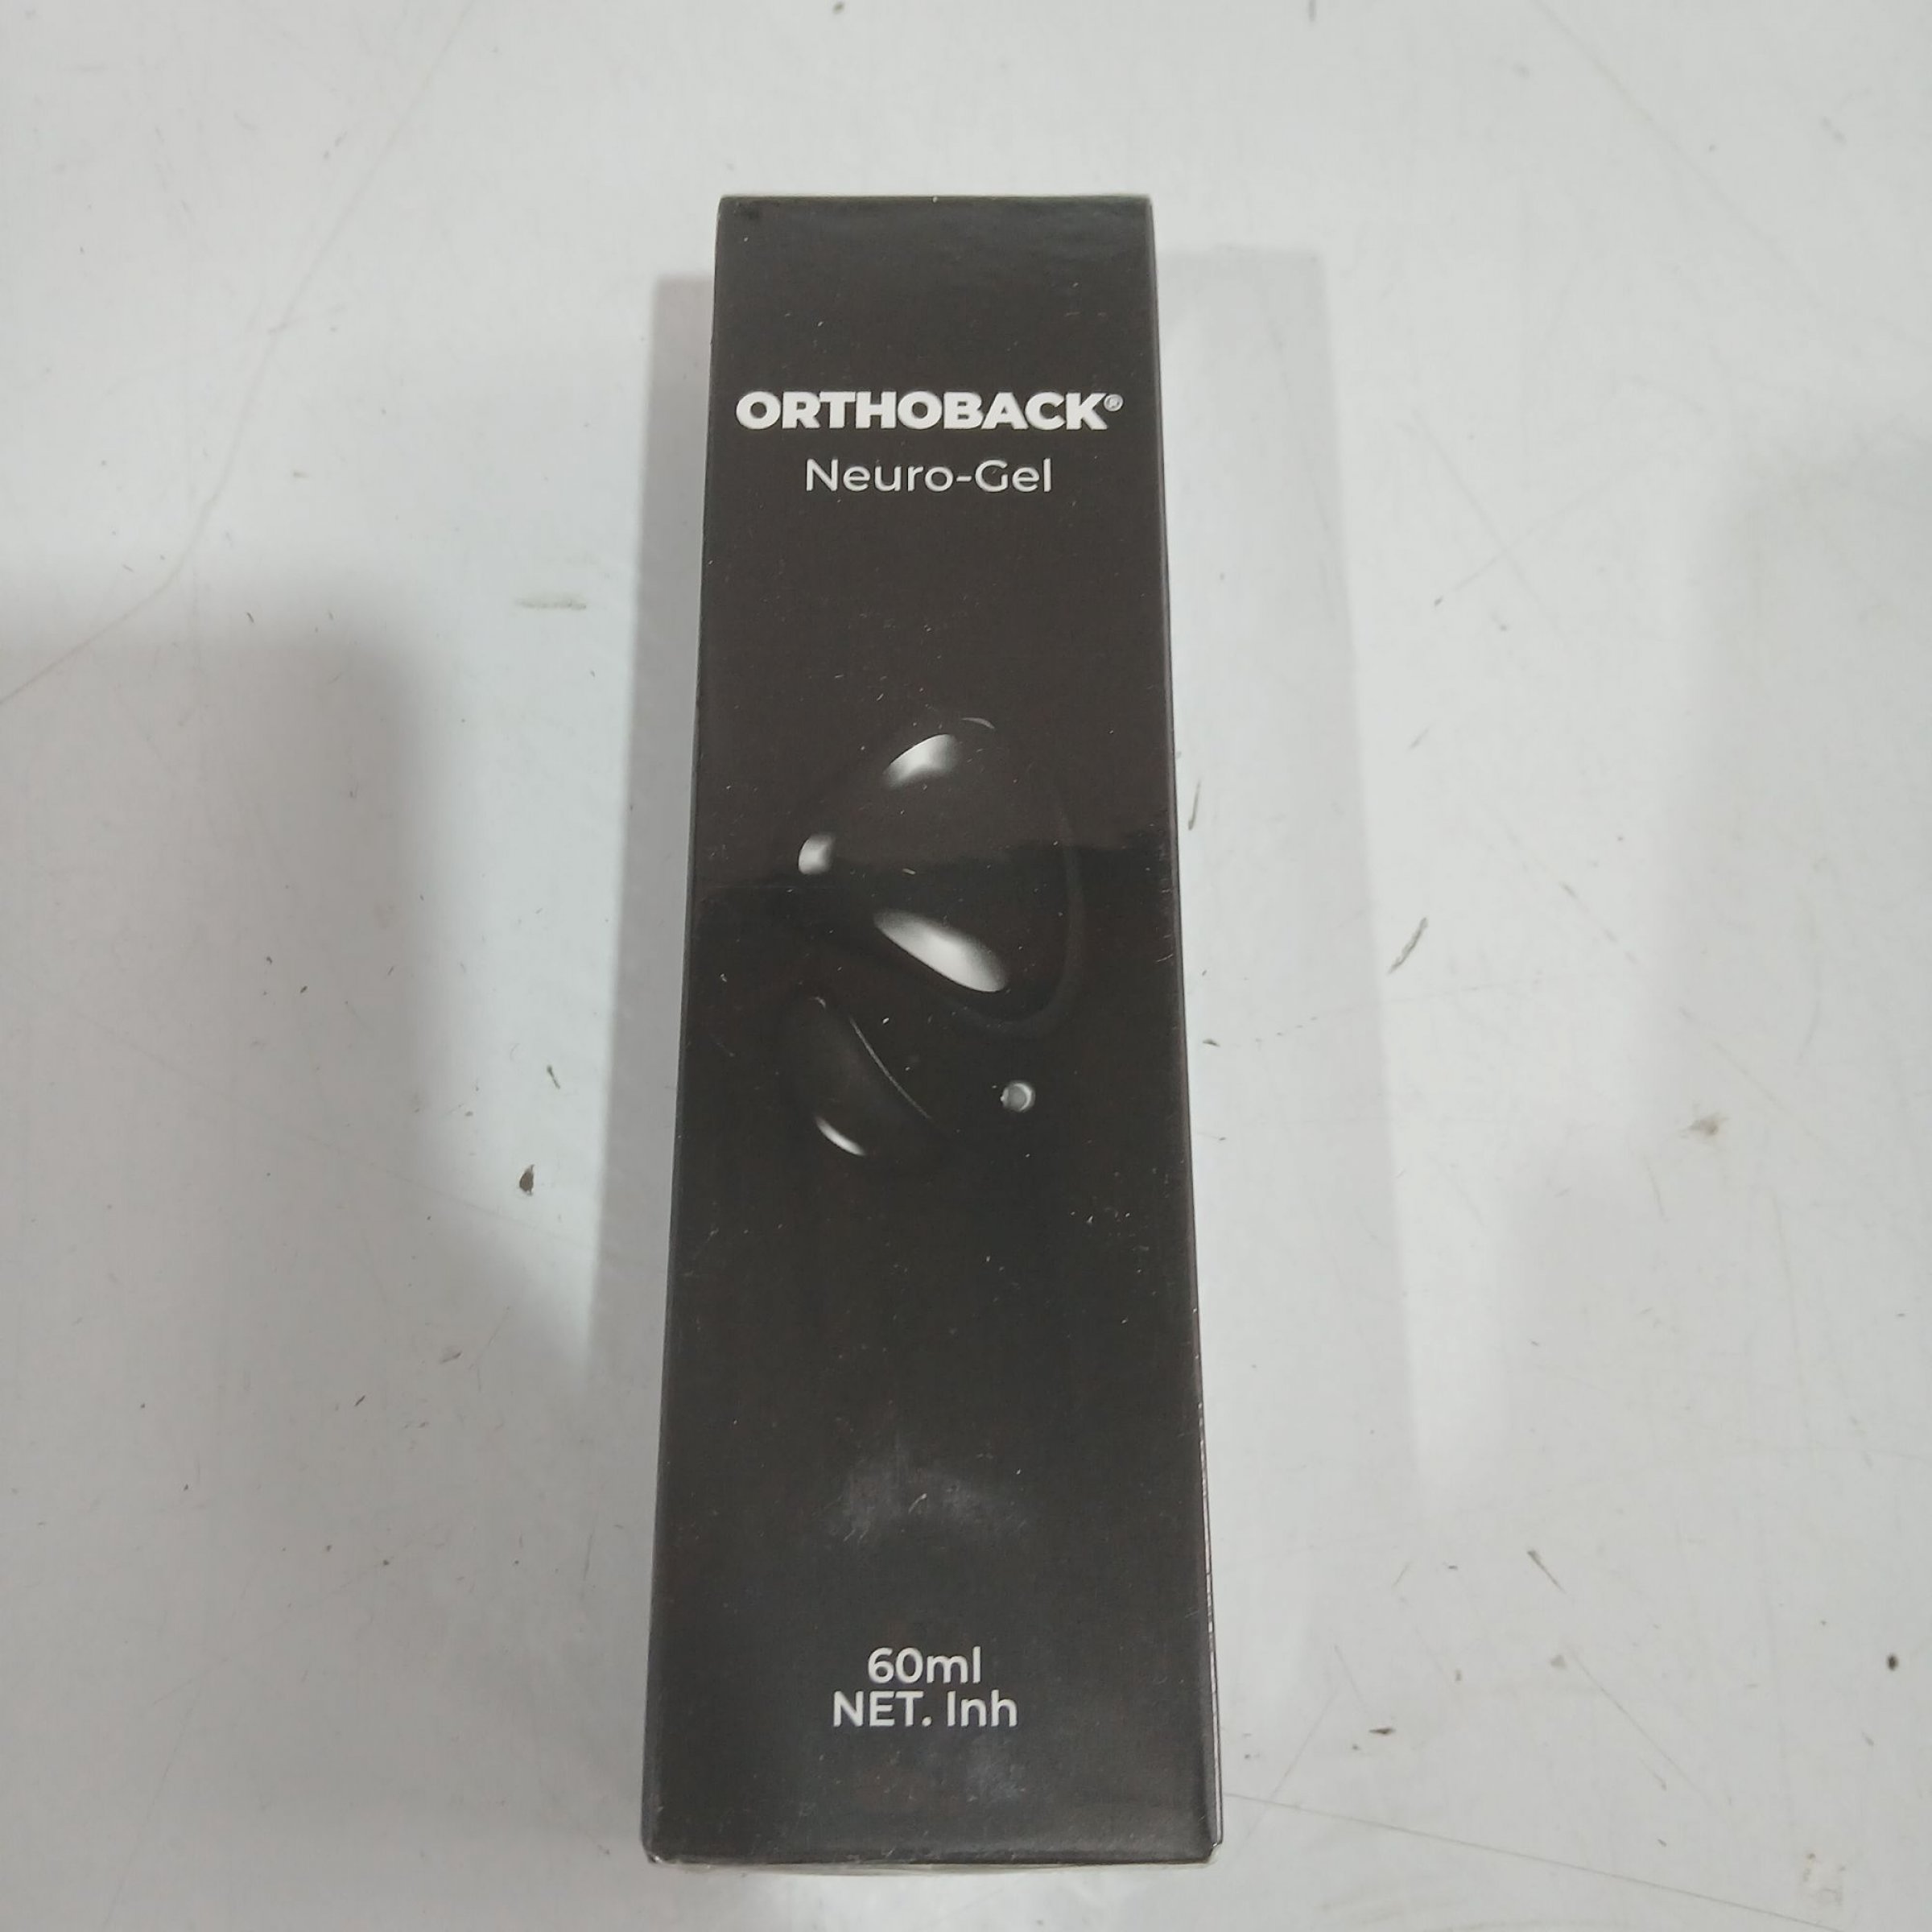 ORTHOBACK®
Neuro-Gel
60ml
NET. Inh